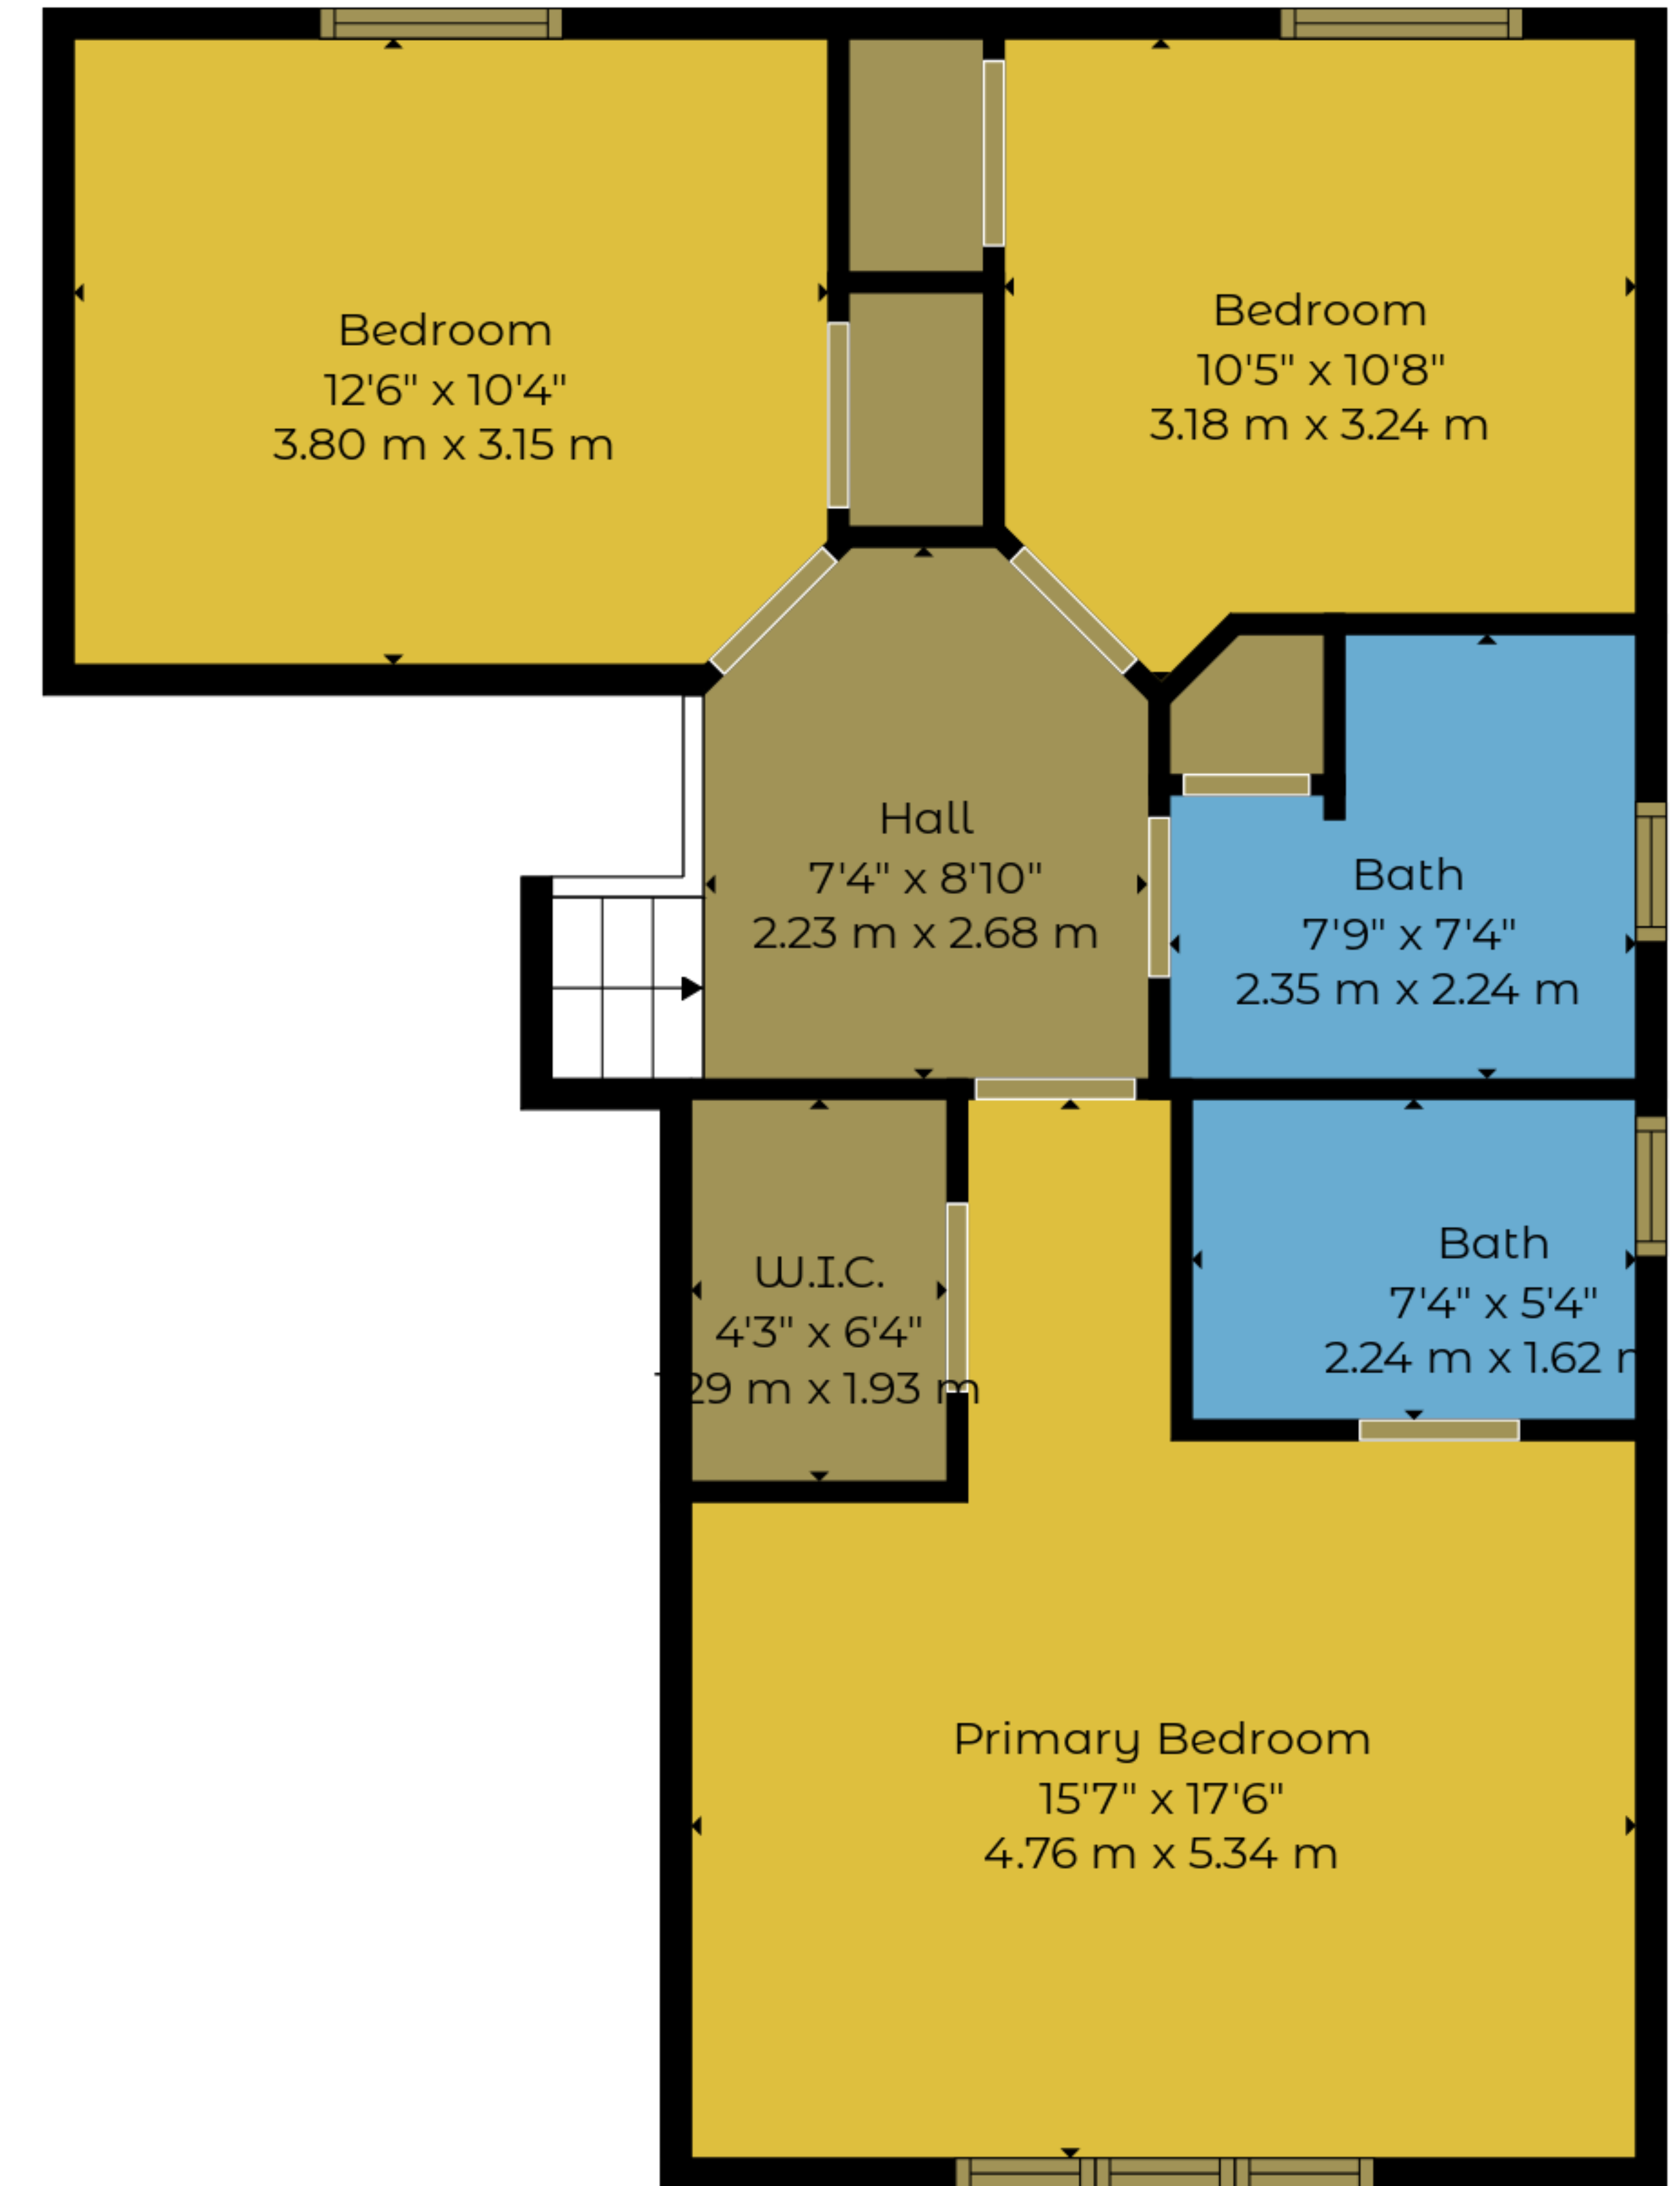 Bedroom
12'6" x 10'4"
3.80 m x 3.15 m
Bedroom
10'5" x 10'8"
3.18 m x 3.24 m
Hall
7'4" x 8'10"
2.23 m x 2.68 m
Bath
7'9" x 7'4"
2.35 m x 2.24 m
W.I.C.
4'3" x 6'4"
29 m x 1.93 m
Bath
7'4" x 5'4"
2.24 m x 1.62
Primary Bedroom
15'7" x 17'6"
4.76 m x 5.34 m